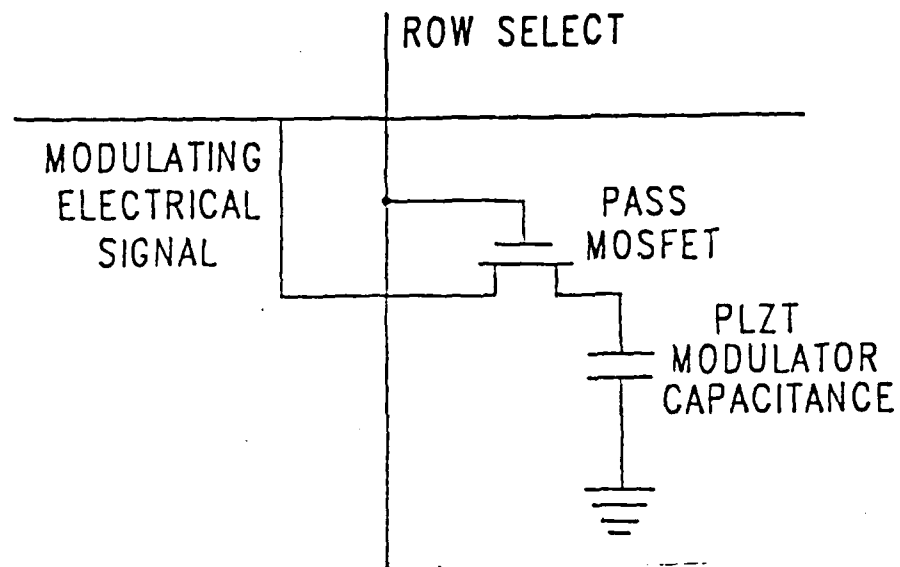 ROW SELECT
MODULATING
ELECTRICAL
SIGNAL
PASS
MOSFET
PLZT
MODULATOR
CAPACITANCE